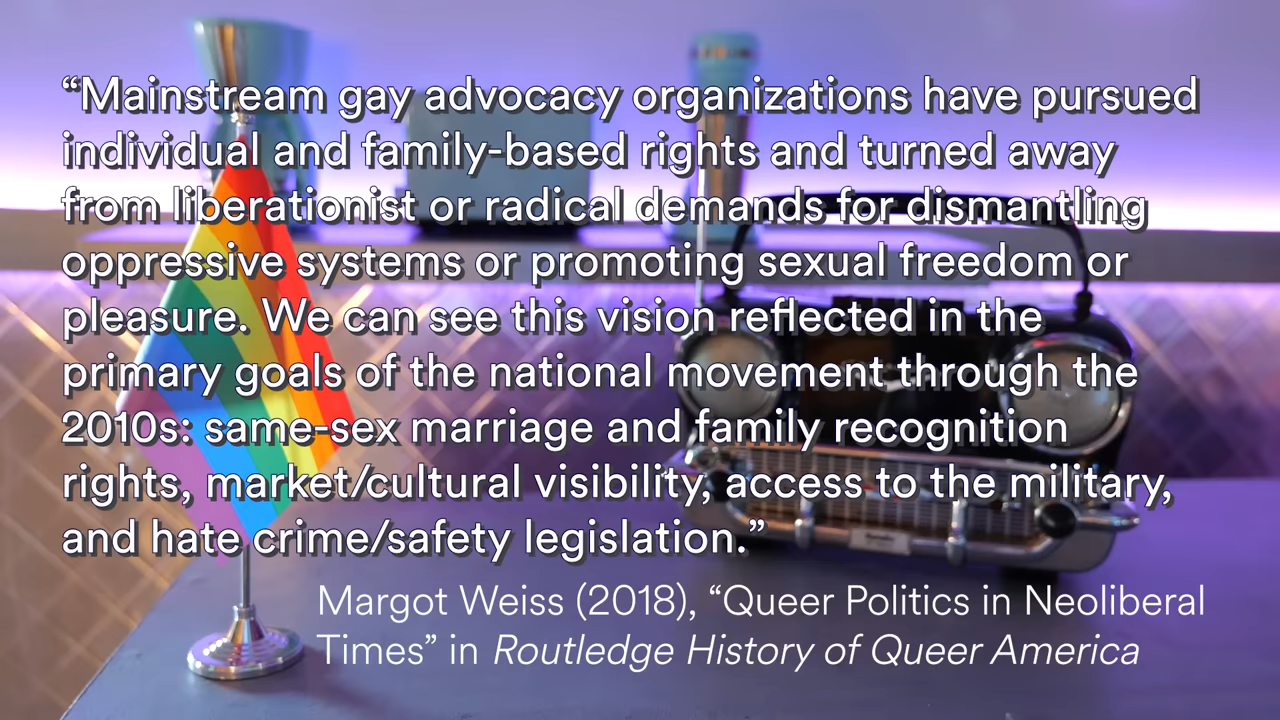 “Mainstream gay advocacy organizations have pursued
individual and family-based rights and turned away
from liberationist or radical demands for dismantling
oppressive systems or promoting sexual freedom or
pleasure. We can see this vision reflected in the
primary goals of the national movement through the
2010s: same-sex marriage and family recognition
rights, market/cultural visibility, access to the military,
and hate crime/safety legislation.”
Margot Weiss (2018), “Queer Politics in Neoliberal
Times” in Routledge History of Queer America